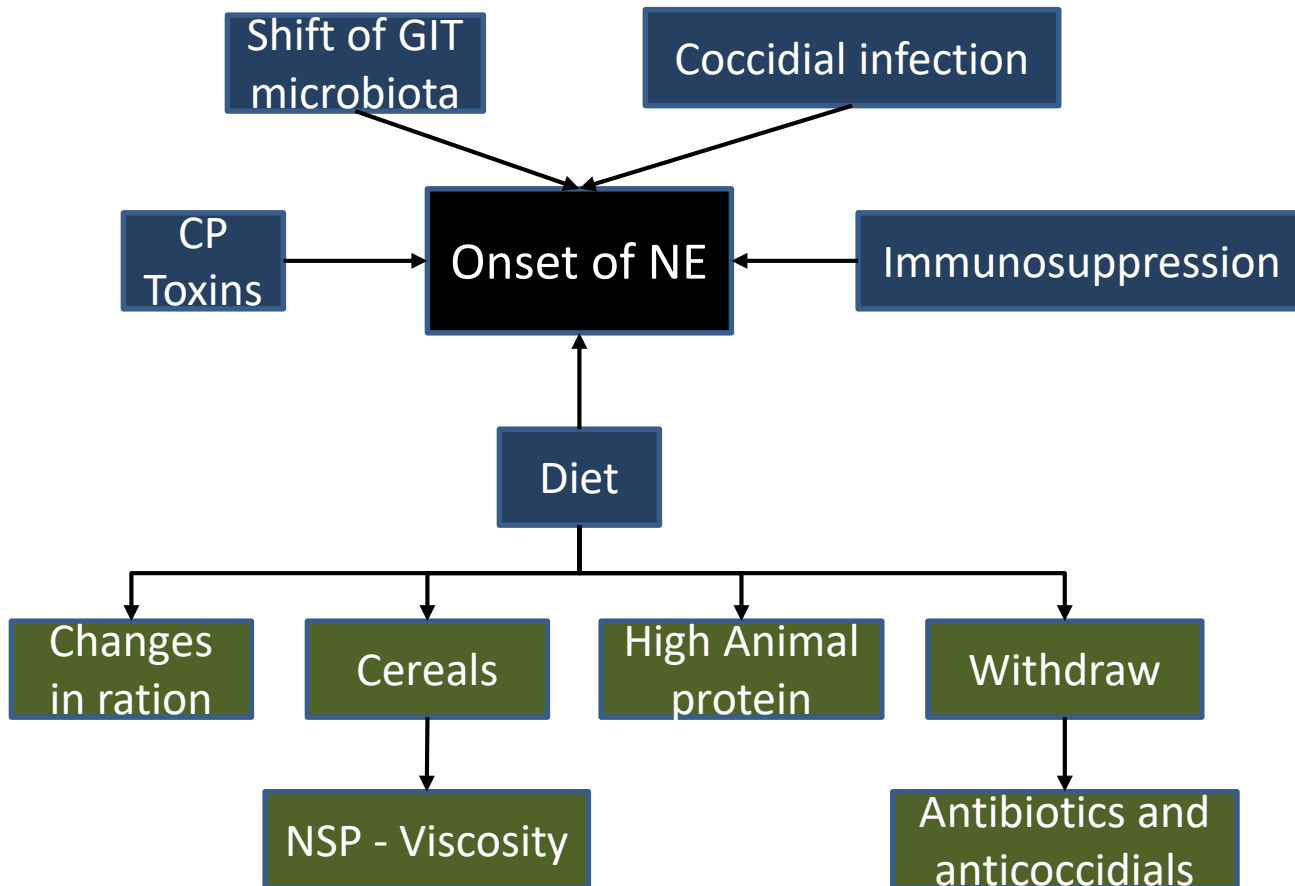 Shift of GIT
microbiota
Coccidial infection
CP
Toxins
Onset of NE
Immunosuppression
Diet
Changes
in ration
Cereals
High Animal
protein
Withdraw
NSP - Viscosity
Antibiotics and
anticoccidials